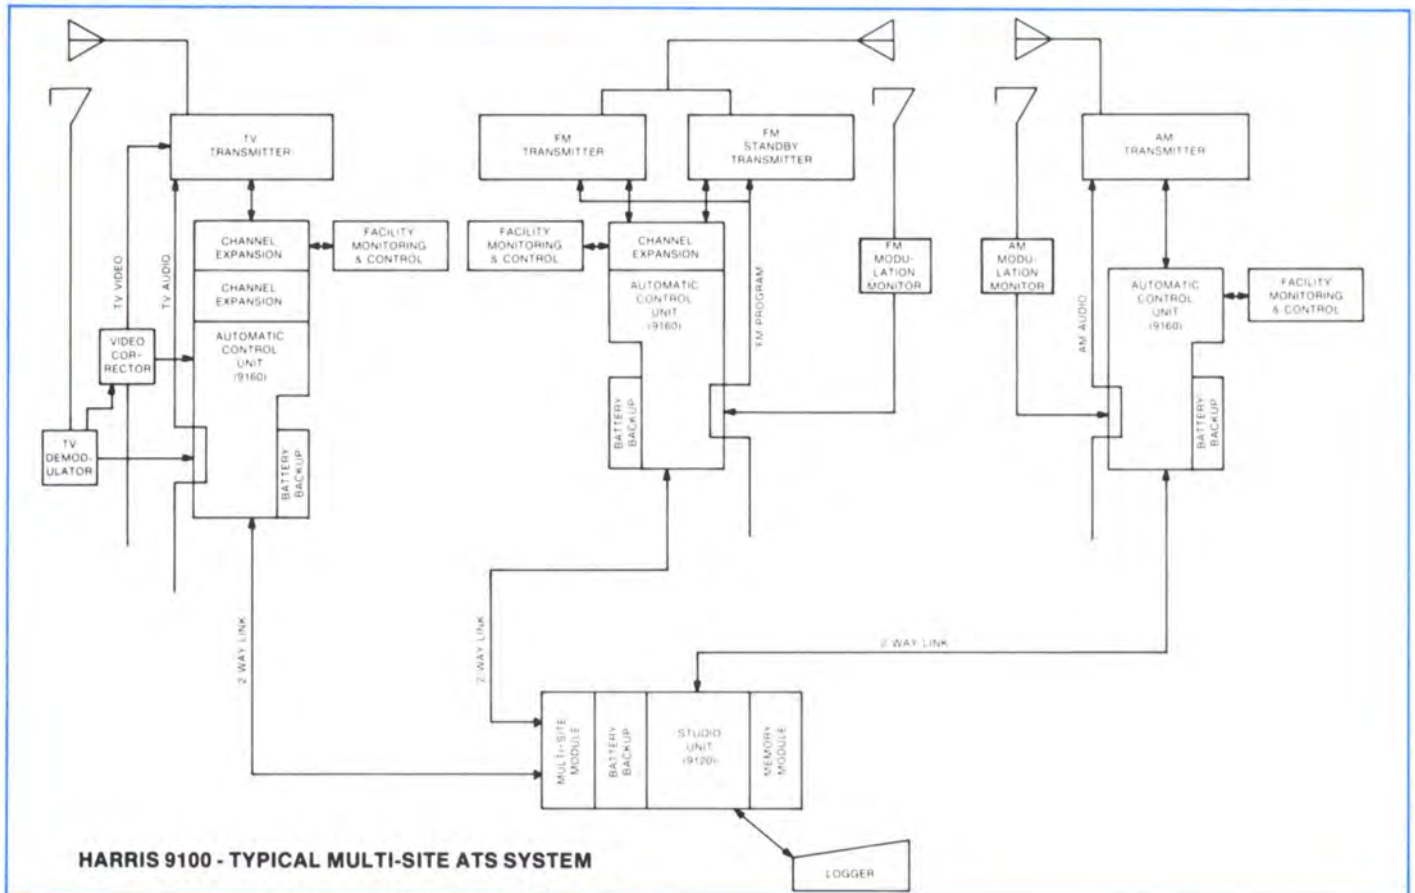 TV
TRANSMITTER
FM
TRANSMITTER
FM
STANDBY
TRANSMITTER
AM
TRANSMITTER
CHANNEL
EXPANSION
FACILITY
MONITORING
& CONTROL
CHANNEL
EXPANSION
AUTOMATIC
CONTROL
UNIT
(9160)
TV VIDEO
TV AUDIO
VIDEO
COR-
RECTOR
TV
DEMOD-
ULATOR
BATTERY
BACKUP
FACILITY
MONITORING
& CONTROL
CHANNEL
EXPANSION
AUTOMATIC
CONTROL
UNIT
(9160)
BATTERY
BACKUP
FM PROGRAM
FM
MODU-
LATION
MONITOR
AM
MODU-
LATION
MONITOR
AM AUDIO
AUTOMATIC
CONTROL
UNIT
(9160)
FACILITY
MONITORING
& CONTROL
BATTERY
BACKUP
2 WAY LINK
2 WAY LINK
2 WAY LINK
MULTI-SITE
MODULE
BATTERY
BACKUP
STUDIO
UNIT
(9120)
MEMORY
MODULE
LOGGER
HARRIS 9100 - TYPICAL MULTI-SITE ATS SYSTEM